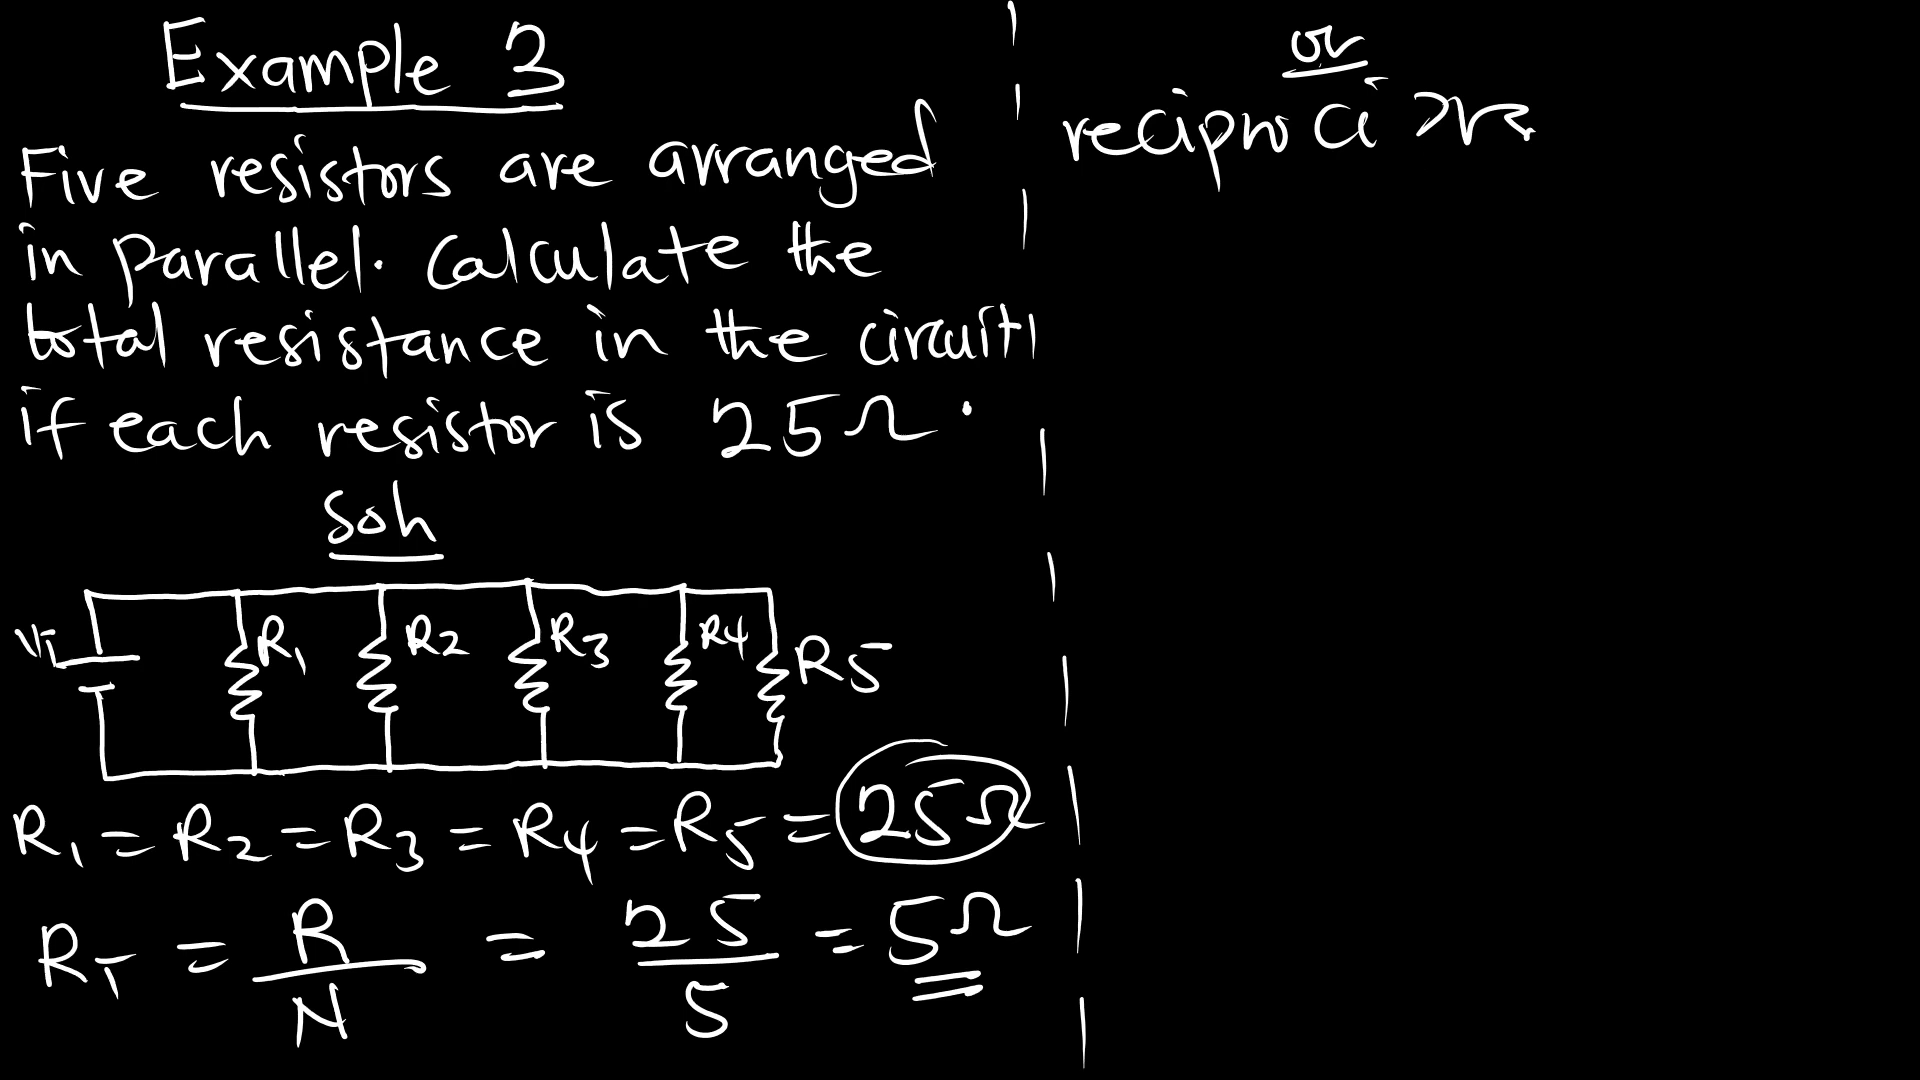 Example 3
Five resistors are arranged
in parallel. Calculate the
total resistance in the circuit
if each resistor is 25Ω.
Soln
Vi
R1
R2
R3
R4
R5
R1 = R2 = R3 = R4 = R5 = 25Ω
RT = R/N = 25/5 = 5Ω
or